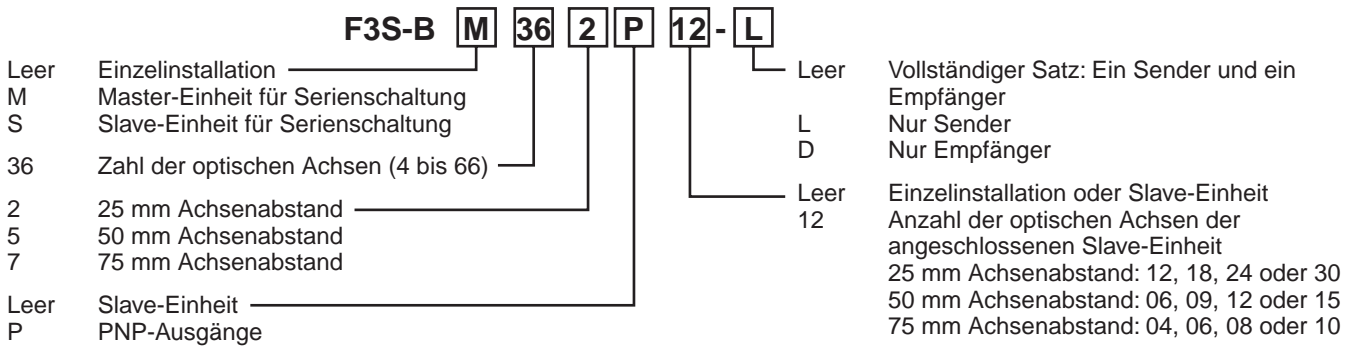 F3S-B M 36 2 P 12 - L
Leer Einzelinstallation
M Master-Einheit für Serienschaltung
S Slave-Einheit für Serienschaltung
36 Zahl der optischen Achsen (4 bis 66)
2 25 mm Achsenabstand
5 50 mm Achsenabstand
7 75 mm Achsenabstand
Leer Slave-Einheit
P PNP-Ausgänge
Leer Vollständiger Satz: Ein Sender und ein
Empfänger
L Nur Sender
D Nur Empfänger
Leer Einzelinstallation oder Slave-Einheit
12 Anzahl der optischen Achsen der
angeschlossenen Slave-Einheit
25 mm Achsenabstand: 12, 18, 24 oder 30
50 mm Achsenabstand: 06, 09, 12 oder 15
75 mm Achsenabstand: 04, 06, 08 oder 10